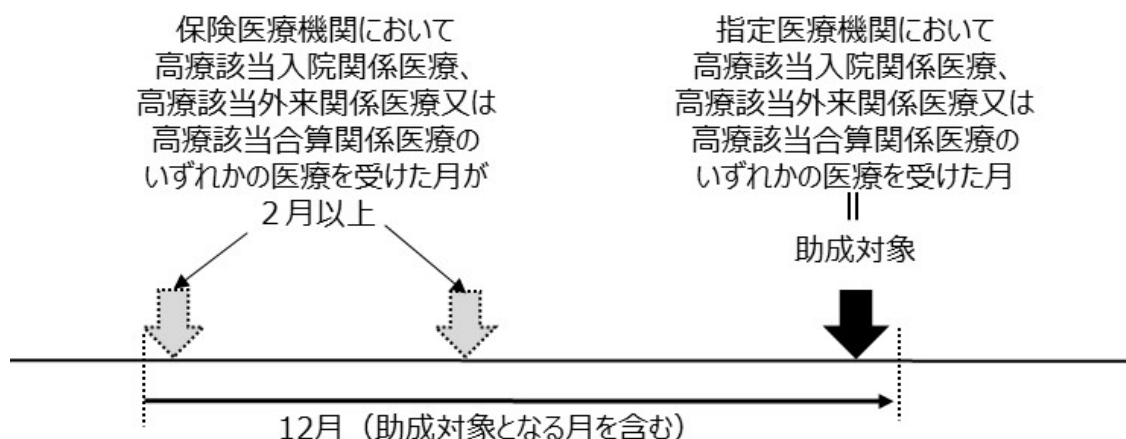 保険医療機関において
高療該当入院関係医療、
高療該当外来関係医療又は
高療該当合算関係医療の
いずれかの医療を受けた月が
２月以上
指定医療機関において
高療該当入院関係医療、
高療該当外来関係医療又は
高療該当合算関係医療の
いずれかの医療を受けた月
＝
助成対象
12月（助成対象となる月を含む）